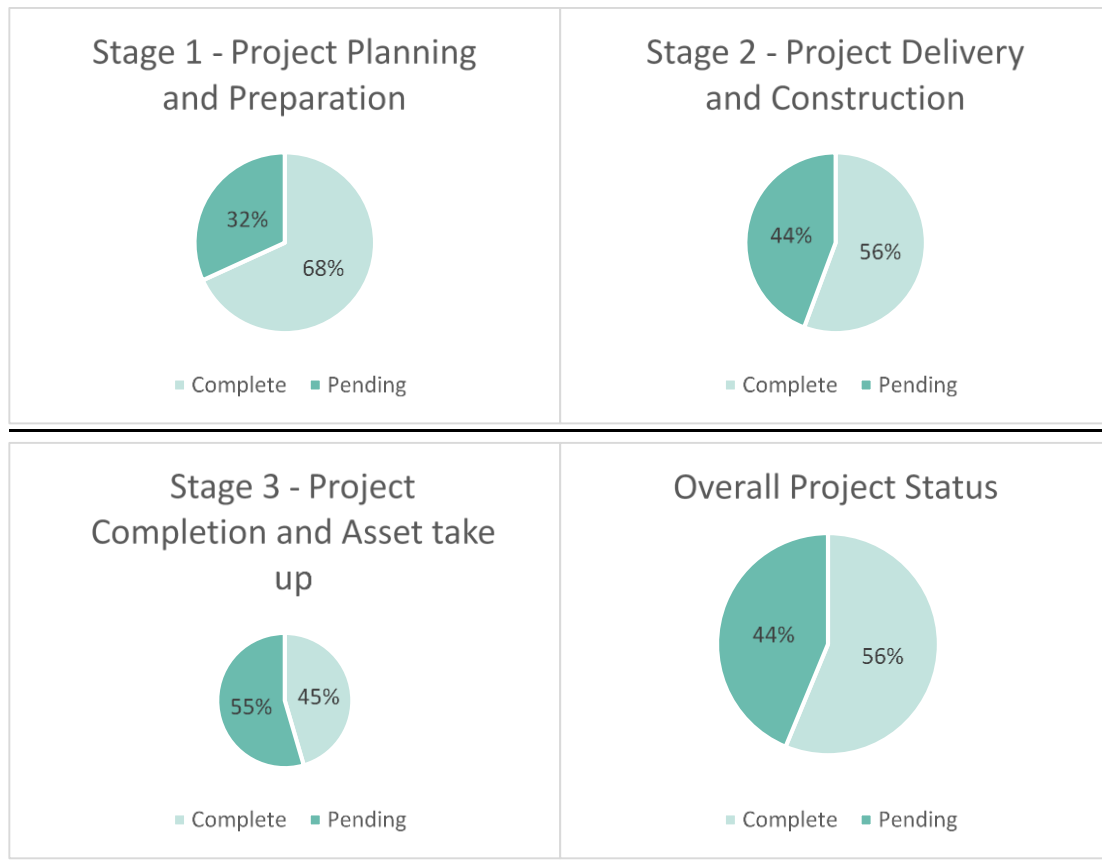 Stage 1 - Project Planning
and Preparation
32%
68%
Complete Pending
Stage 2 - Project Delivery
and Construction
44%
56%
Complete Pending
Stage 3 - Project
Completion and Asset take
up
55%
45%
Complete Pending
Overall Project Status
44%
56%
Complete Pending